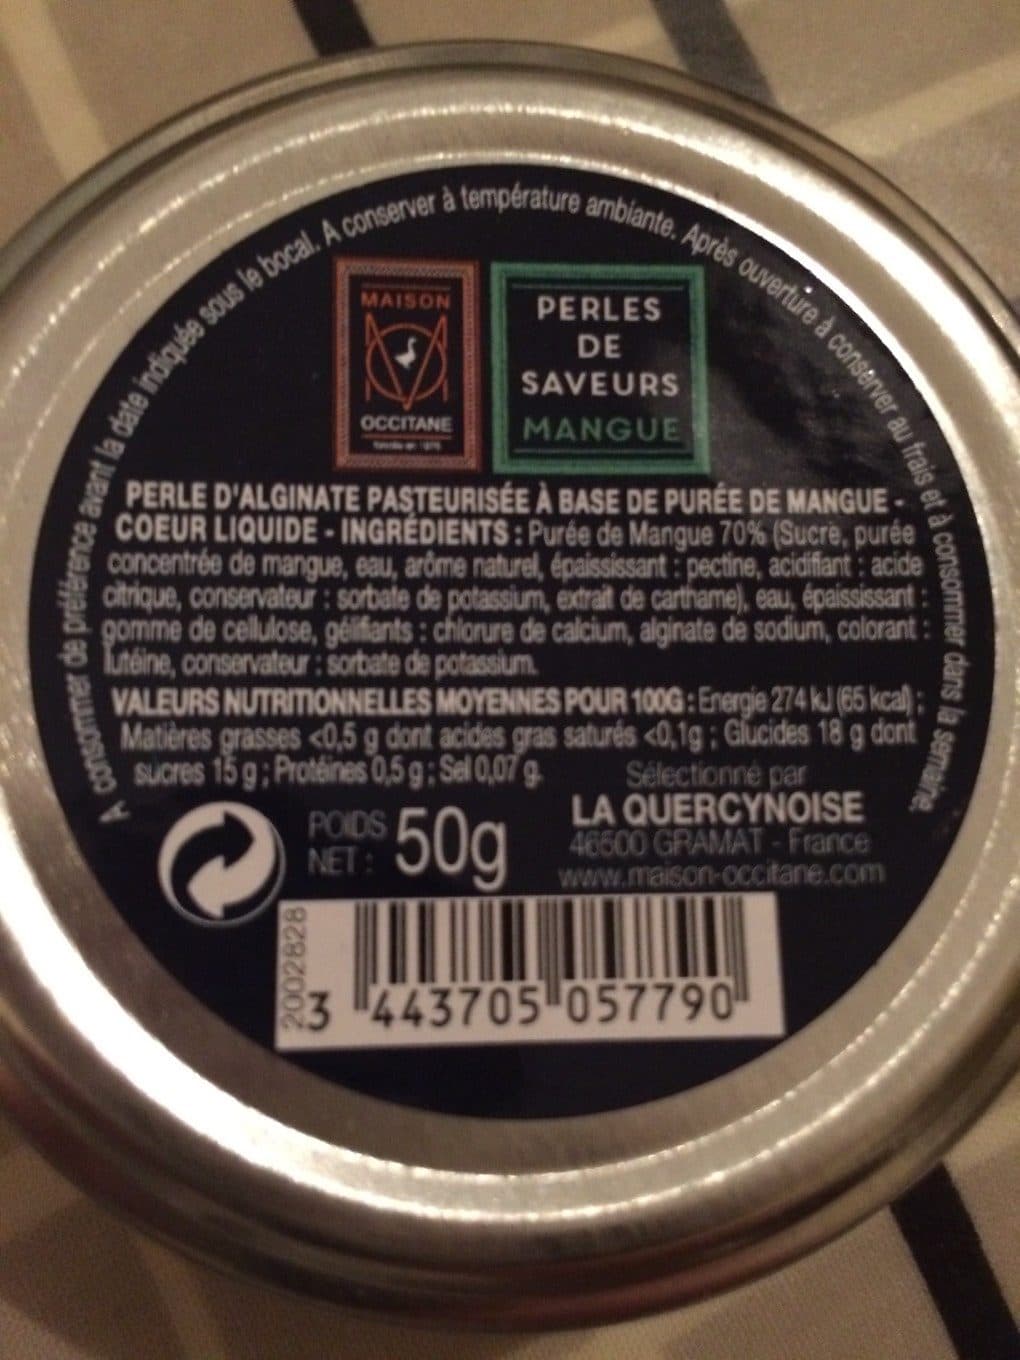 A consommer de préférence avant la date indiquée sous le bocal. A conserver à température ambiante. Après ouverture à conserver au frais et à consommer dans la semaine.
MAISON
OCCITANE
PERLES
DE
SAVEURS
MANGUE
PERLE D'ALGINATE PASTEURISÉE À BASE DE PURÉE DE MANGUE -
COEUR LIQUIDE - INGRÉDIENTS : Purée de Mangue 70% (Sucre, purée
concentrée de mangue, eau, arôme naturel, épaississant : pectine, acidifiant : acide
citrique, conservateur : sorbate de potassium, extrait de carthame), eau, épaississant :
gomme de cellulose, gélifiants : chlorure de calcium, alginate de sodium, colorant :
lutéine, conservateur : sorbate de potassium.
VALEURS NUTRITIONNELLES MOYENNES POUR 100G : Energie 274 kJ (65 kcal) ;
Matières grasses <0,5 g dont acides gras saturés <0,1g ; Glucides 18 g dont
sucres 15 g ; Protéines 0,5 g ; Sel 0,07 g.
Sélectionné par
LA QUERCYNOISE
46500 GRAMAT - France
www.maison-occitane.com
POIDS
NET : 50g
2002828
3 443705 057790